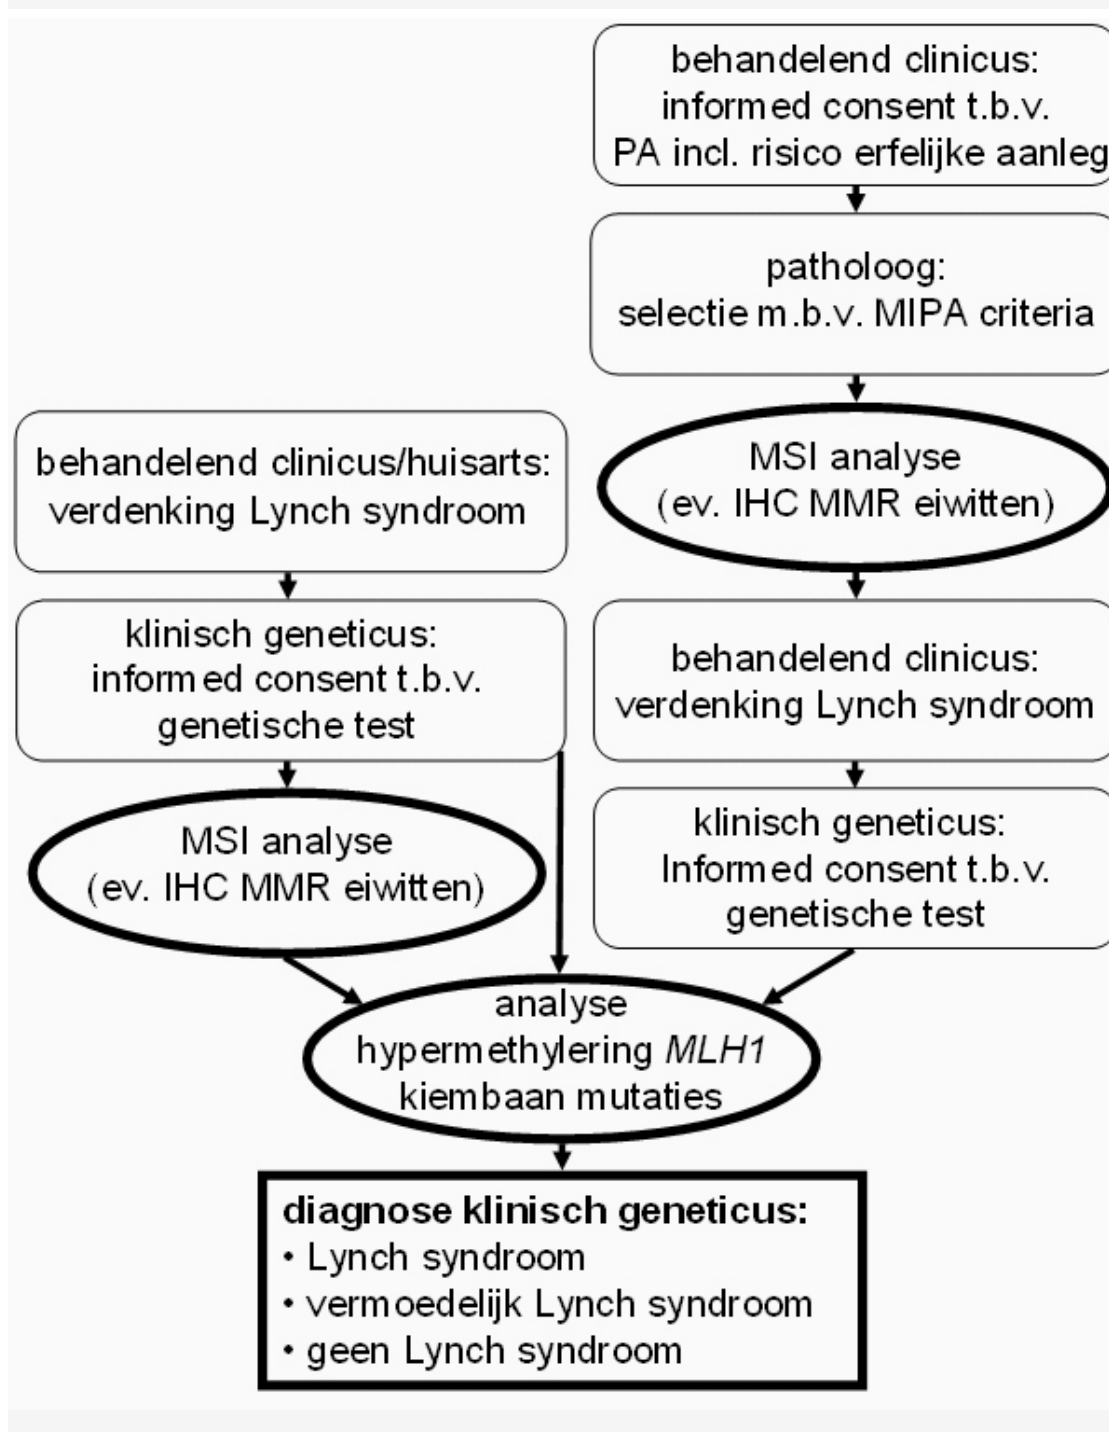 behandelend clinicus:
informed consent t.b.v.
PA incl. risico erfelijke aanleg
patholoog:
selectie m.b.v. MIPA criteria
MSI analyse
(ev. IHC MMR eiwitten)
behandelend clinicus:
verdenking Lynch syndroom
klinisch geneticus:
Informed consent t.b.v.
genetische test
behandelend clinicus/huisarts:
verdenking Lynch syndroom
klinisch geneticus:
informed consent t.b.v.
genetische test
MSI analyse
(ev. IHC MMR eiwitten)
analyse
hypermethylering MLH1
kiembaan mutaties
diagnose klinisch geneticus:
• Lynch syndroom
• vermoedelijk Lynch syndroom
• geen Lynch syndroom